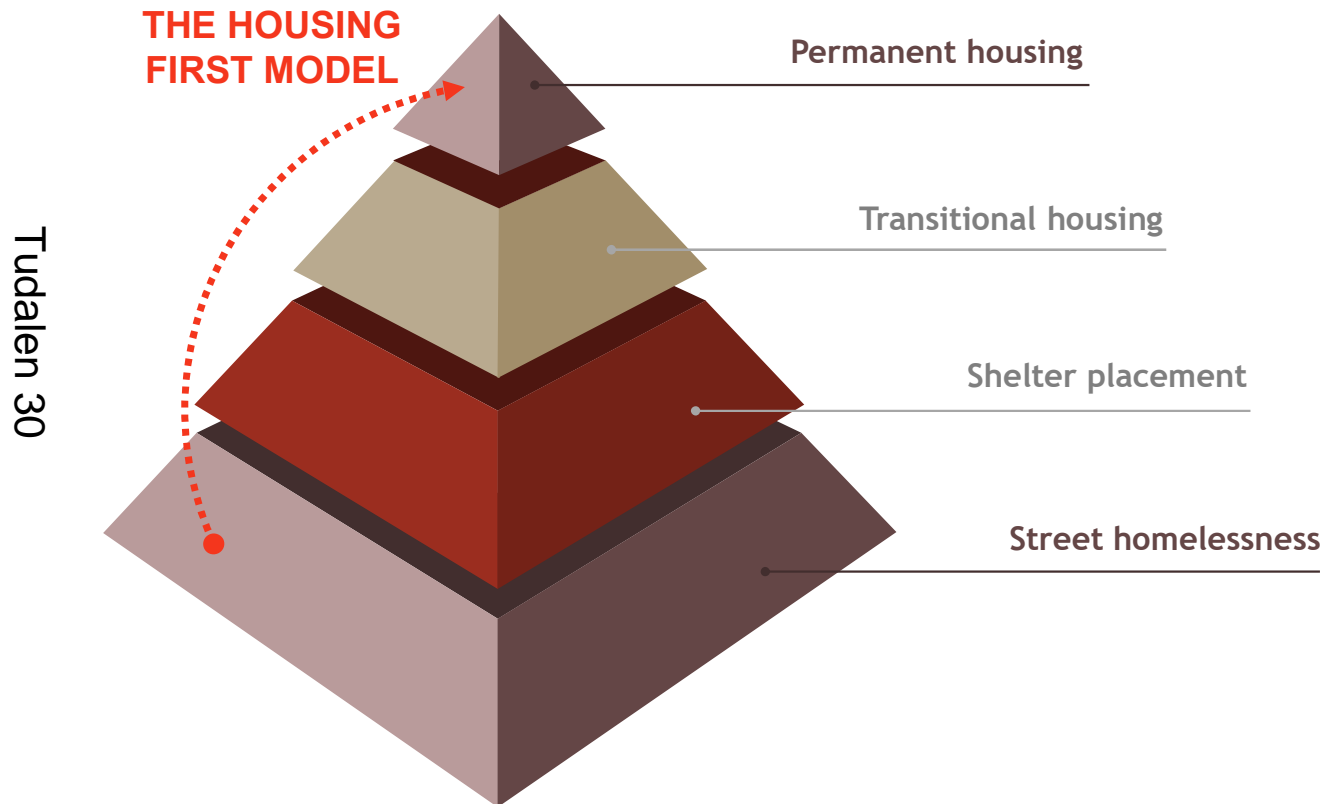 THE HOUSING
FIRST MODEL
Permanent housing
Transitional housing
Shelter placement
Street homelessness
Tudalen 30